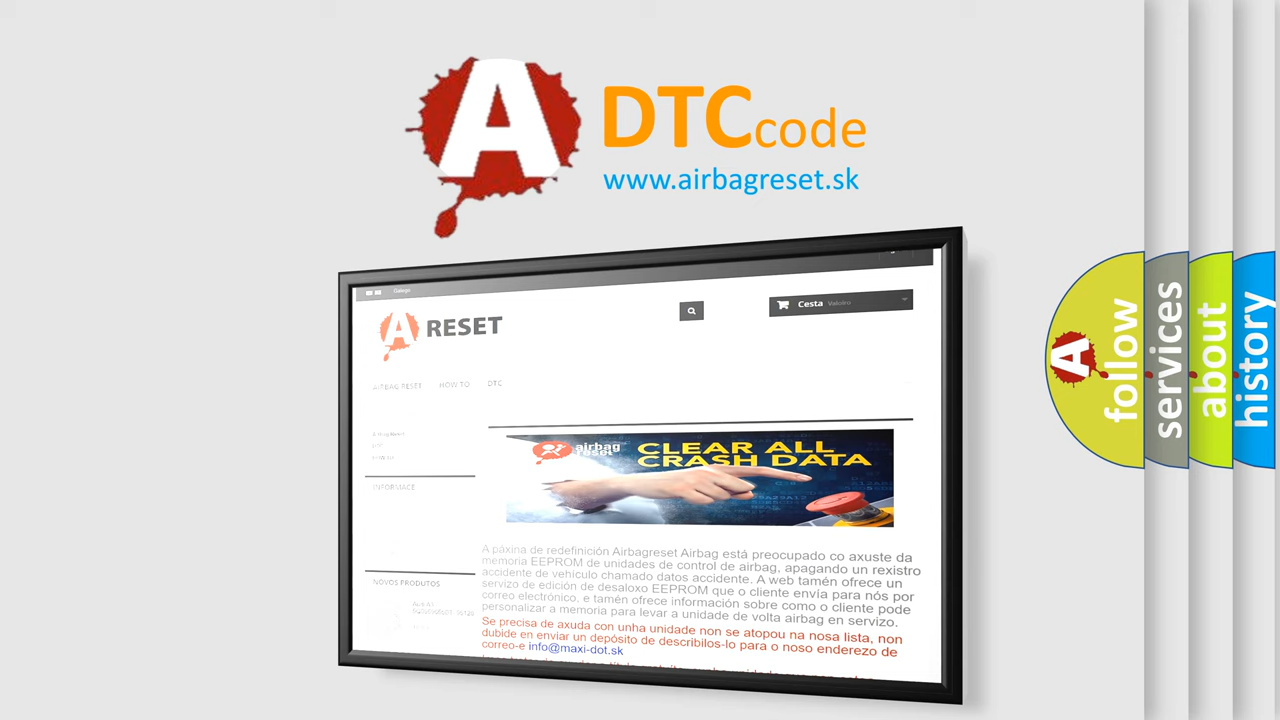 A
DTCcode
www.airbagreset.sk
Galego
A RESET
Cesta
AIRBAG RESET HOW TO DTC
INFORMACE
airbag
reset
CLEAR ALL
CRASH DATA
NOVOS PRODUTOS
A páxina de redefinición Airbagreset Airbag está preocupado co axuste da
memoria EEPROM de unidades de control de airbag, apagando un rexistro
accidente de vehículo chamado datos accidente. A web tamén ofrece un
servizo de edición de desaloxo EEPROM que o cliente envía para nós por
correo electrónico, e tamén ofrece información sobre como o cliente pode
personalizar a memoria para levar a unidade de volta airbag en servizo.
Se precisa de axuda con unha unidade non se atopou na nosa lista, non
dubide en enviar un depósito de describilos-lo para o noso enderezo de
correo-e info@maxi-dot.sk
A
follow
services
about
history